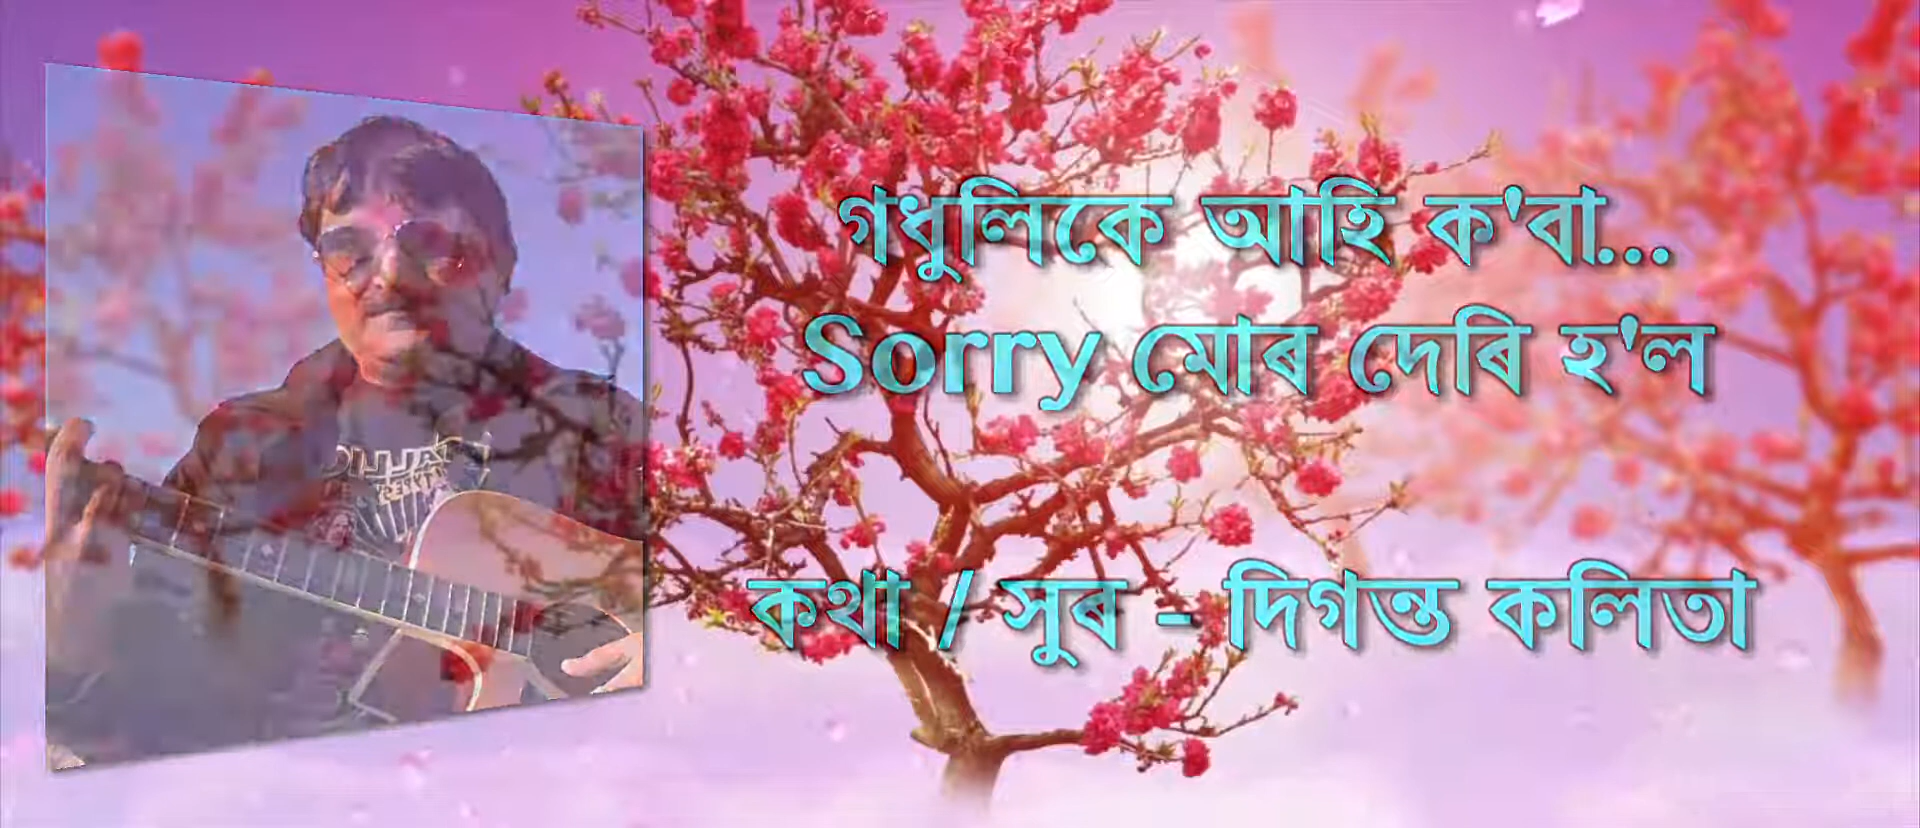 গধুলিকে আহি ক'বা...
Sorry মোৰ দেৰি হ'ল
কথা / সুৰ - দিগন্ত কলিতা